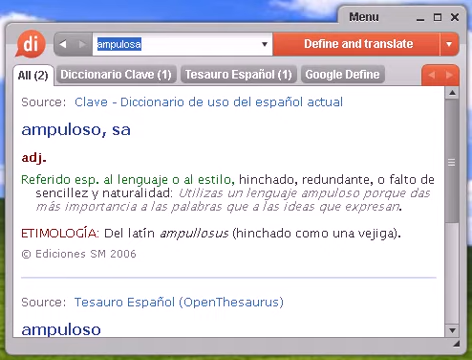 Menu
di
ampulosa
Define and translate
All (2)
Diccionario Clave (1)
Tesauro Español (1)
Google Define
Source: Clave - Diccionario de uso del español actual
ampuloso, sa
adj.
Referido esp. al lenguaje o al estilo, hinchado, redundante, o falto de
sencillez y naturalidad: Utilizas un lenguaje ampuloso porque das
más importancia a las palabras que a las ideas que expresan.
ETIMOLOGÍA: Del latín ampullosus (hinchado como una vejiga).
© Ediciones SM 2006
Source: Tesauro Español (OpenThesaurus)
ampuloso